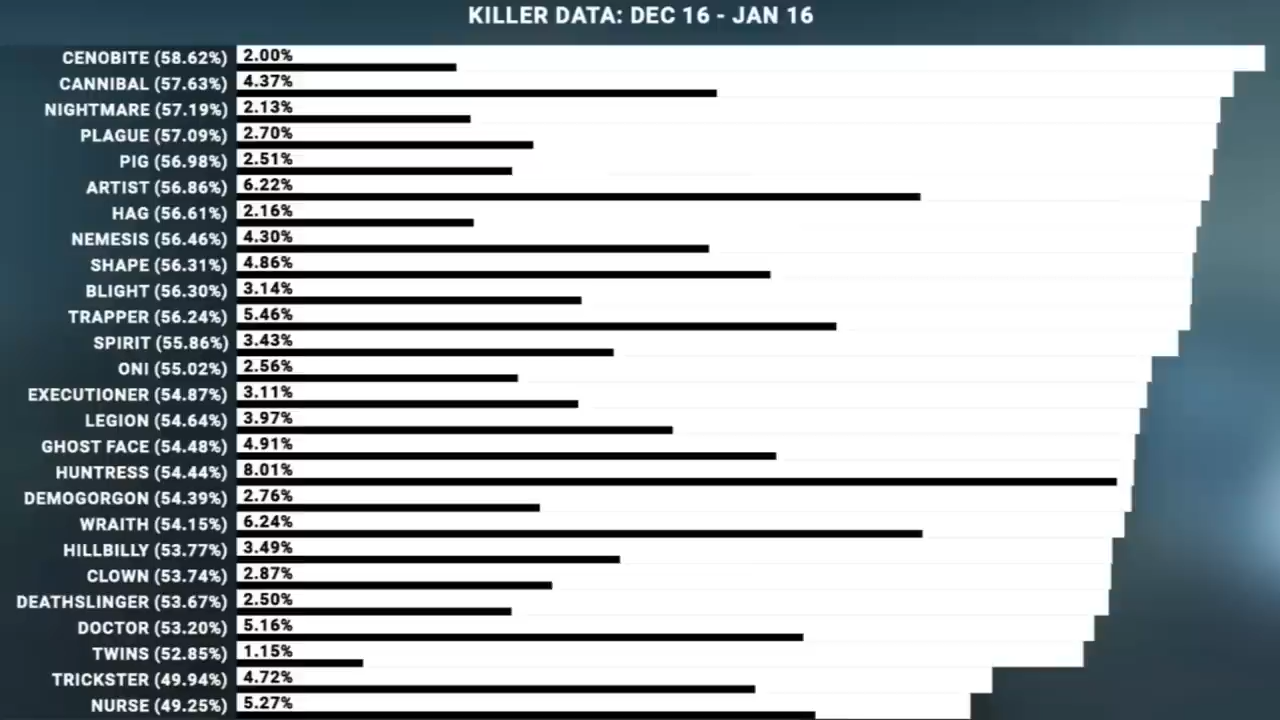 KILLER DATA: DEC 16 - JAN 16
CENOBITE (58.62%) 2.00%
CANNIBAL (57.63%) 4.37%
NIGHTMARE (57.19%) 2.13%
PLAGUE (57.09%) 2.70%
PIG (56.98%) 2.51%
ARTIST (56.86%) 6.22%
HAG (56.61%) 2.16%
NEMESIS (56.46%) 4.30%
SHAPE (56.31%) 4.86%
BLIGHT (56.30%) 3.14%
TRAPPER (56.24%) 5.46%
SPIRIT (55.86%) 3.43%
ONI (55.02%) 2.56%
EXECUTIONER (54.87%) 3.11%
LEGION (54.64%) 3.97%
GHOST FACE (54.48%) 4.91%
HUNTRESS (54.44%) 8.01%
DEMOGORGON (54.39%) 2.76%
WRAITH (54.15%) 6.24%
HILLBILLY (53.77%) 3.49%
CLOWN (53.74%) 2.87%
DEATHSLINGER (53.67%) 2.50%
DOCTOR (53.20%) 5.16%
TWINS (52.85%) 1.15%
TRICKSTER (49.94%) 4.72%
NURSE (49.25%) 5.27%